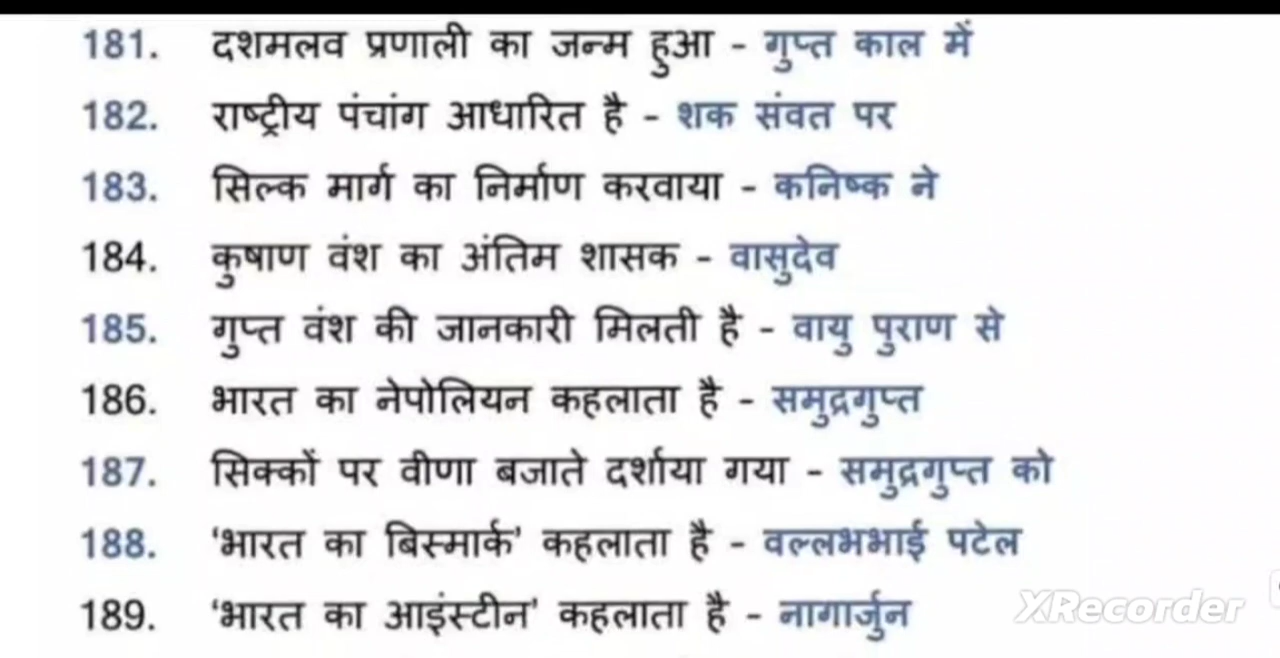 181. दशमलव प्रणाली का जन्म हुआ - गुप्त काल में
182. राष्ट्रीय पंचांग आधारित है - शक संवत पर
183. सिल्क मार्ग का निर्माण करवाया - कनिष्क ने
184. कुषाण वंश का अंतिम शासक - वासुदेव
185. गुप्त वंश की जानकारी मिलती है - वायु पुराण से
186. भारत का नेपोलियन कहलाता है - समुद्रगुप्त
187. सिक्कों पर वीणा बजाते दर्शाया गया - समुद्रगुप्त को
188. ‘भारत का बिस्मार्क’ कहलाता है - वल्लभभाई पटेल
189. ‘भारत का आइंस्टीन’ कहलाता है - नागार्जुन
XRecorder